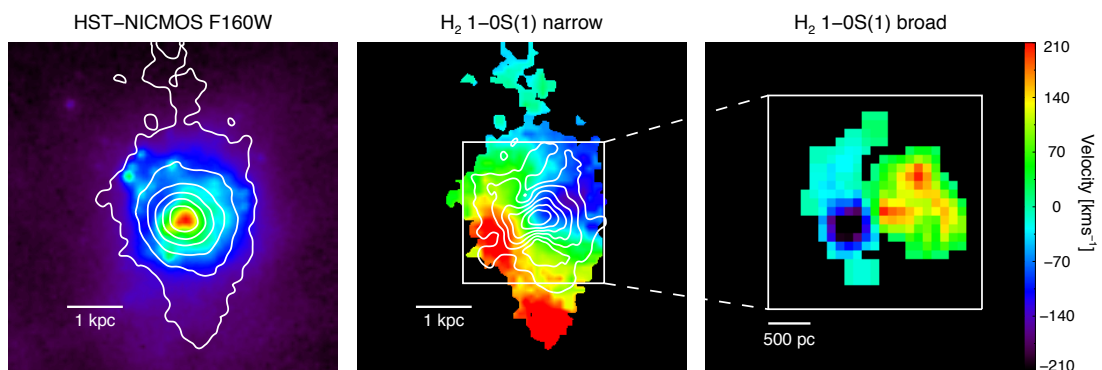 HST−NICMOS F160W
H₂ 1−0S(1) narrow
H₂ 1−0S(1) broad
1 kpc
1 kpc
500 pc
210
140
70
0
−70
−140
−210
Velocity [kms⁻¹]